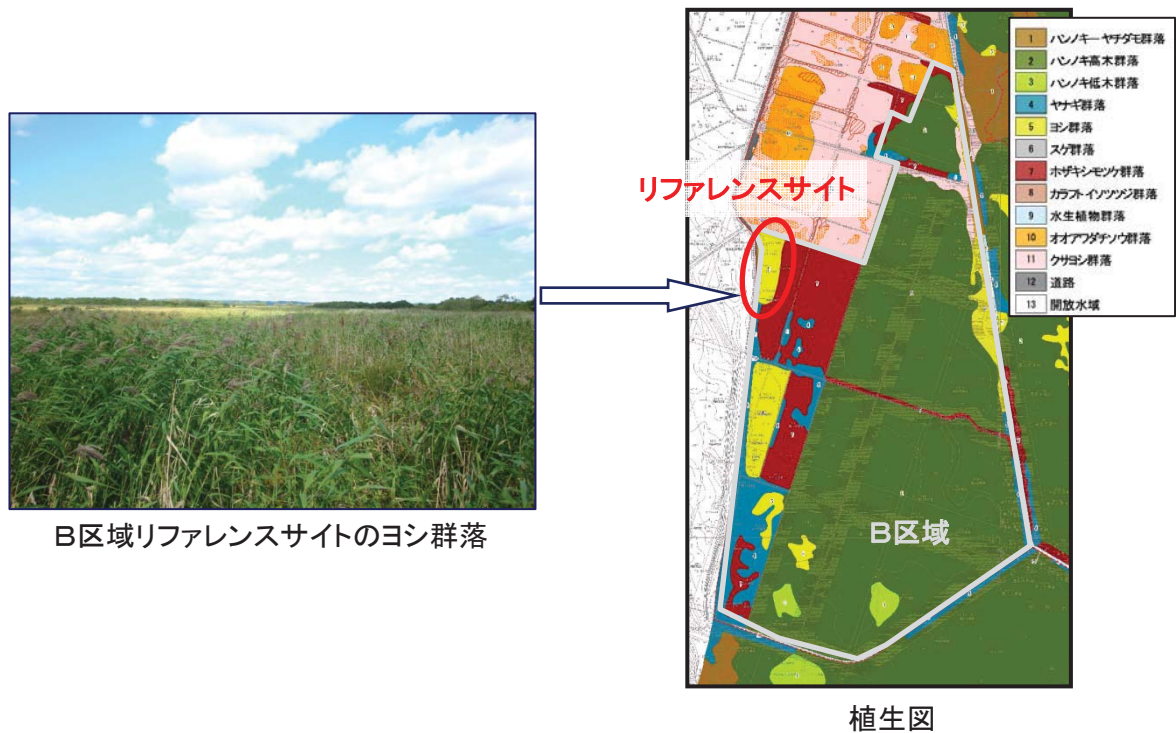 リファレンスサイト
B区域
1 ハンノキーヤチダモ群落
2 ハンノキ高木群落
3 ハンノキ低木群落
4 ヤナギ群落
5 ヨシ群落
6 スゲ群落
7 ホザキシモツケ群落
8 カラフトイソツツジ群落
9 水生植物群落
10 オオアワダチソウ群落
11 クサヨシ群落
12 道路
13 開放水域
B区域リファレンスサイトのヨシ群落
植生図